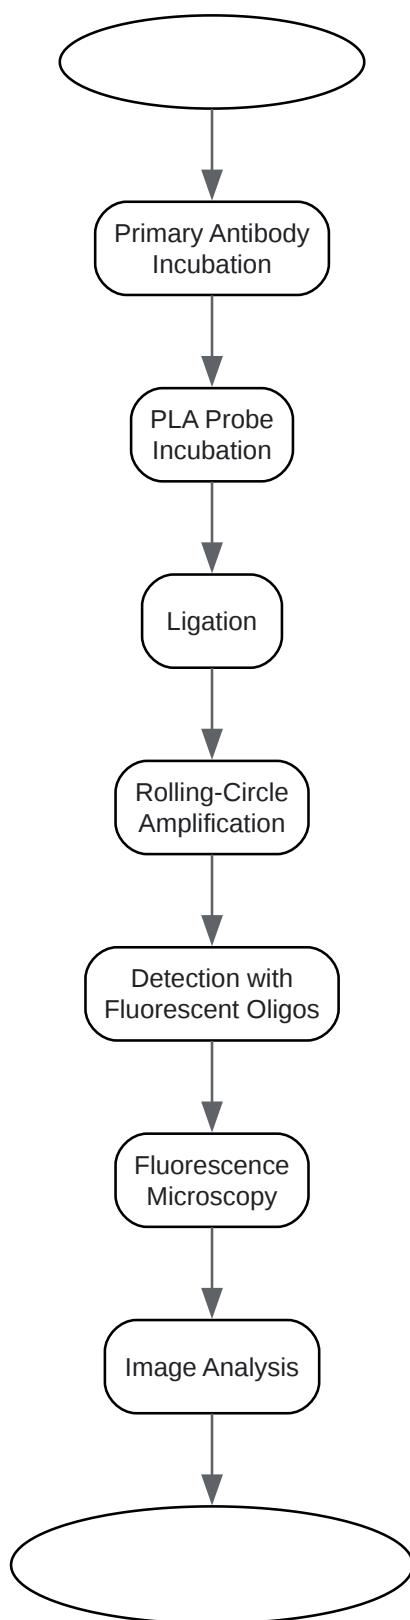 Primary Antibody
Incubation
PLA Probe
Incubation
Ligation
Rolling-Circle
Amplification
Detection with
Fluorescent Oligos
Fluorescence
Microscopy
Image Analysis